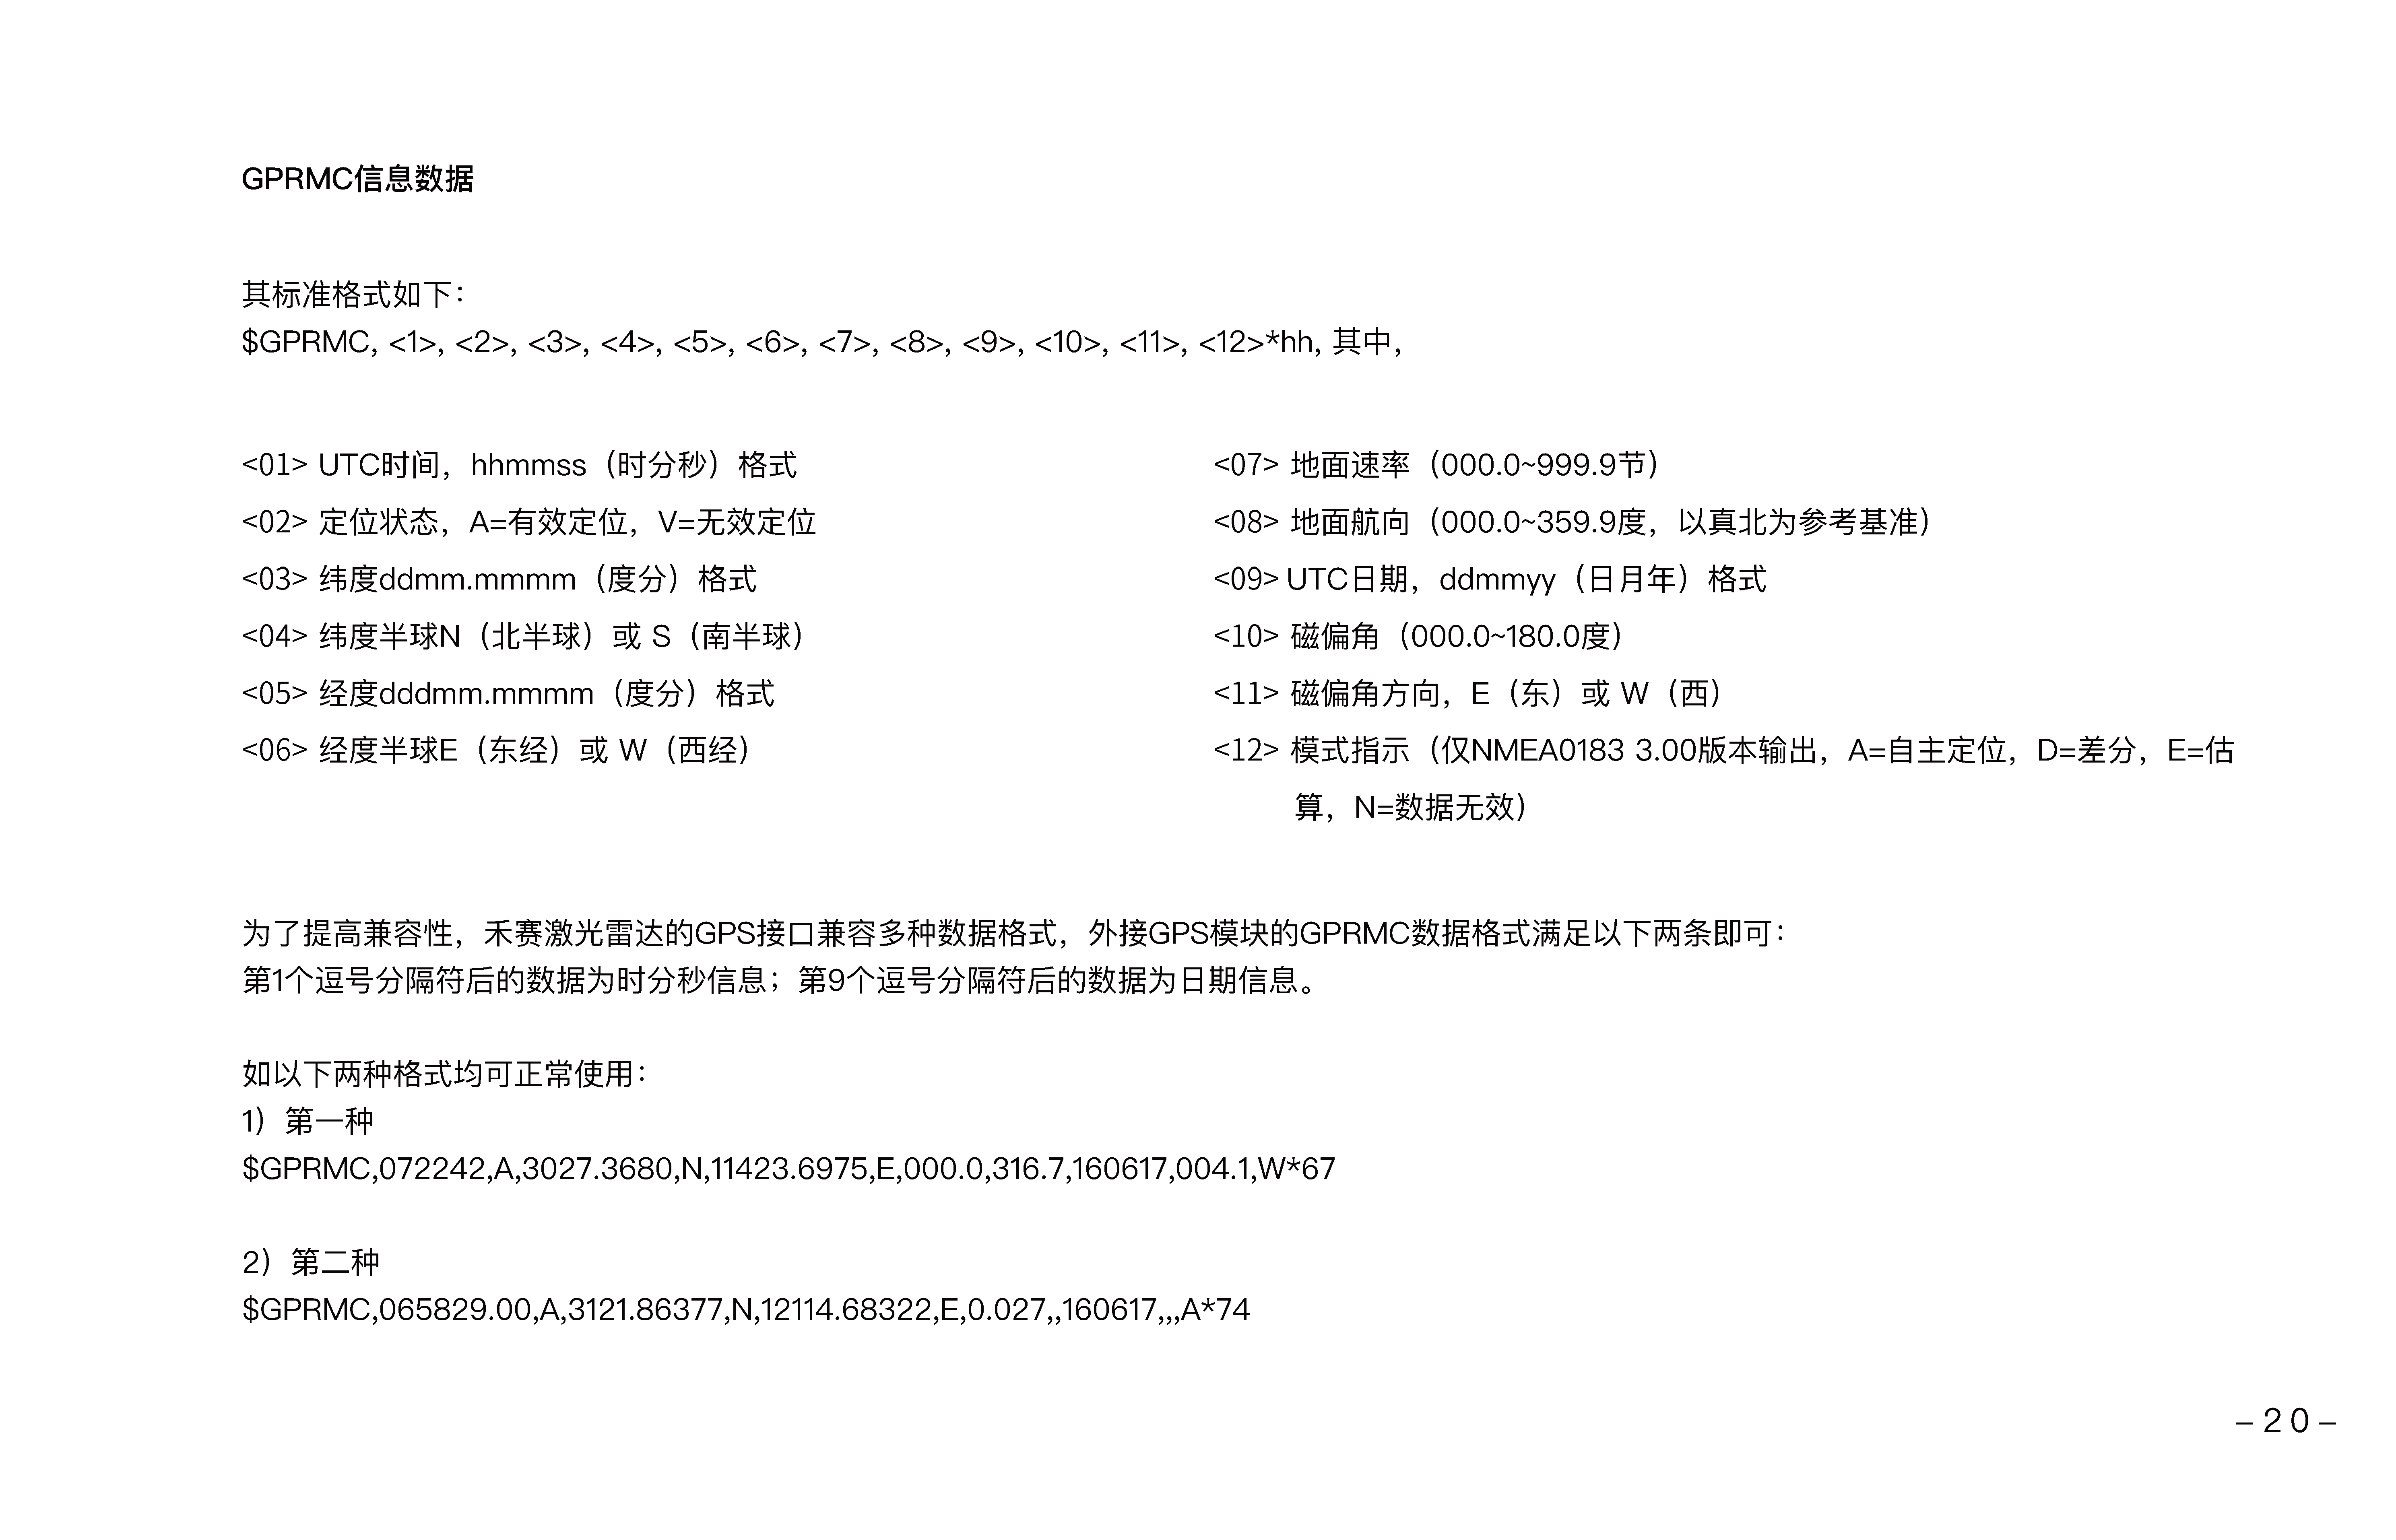 GPRMC信息数据
其标准格式如下：
$GPRMC, <1>, <2>, <3>, <4>, <5>, <6>, <7>, <8>, <9>, <10>, <11>, <12>*hh, 其中，
<01> UTC时间，hhmmss（时分秒）格式
<02> 定位状态，A=有效定位，V=无效定位
<03> 纬度ddmm.mmmm（度分）格式
<04> 纬度半球N（北半球）或 S（南半球）
<05> 经度dddmm.mmmm（度分）格式
<06> 经度半球E（东经）或 W（西经）
<07> 地面速率（000.0~999.9节）
<08> 地面航向（000.0~359.9度，以真北为参考基准）
<09> UTC日期，ddmmyy（日月年）格式
<10> 磁偏角（000.0~180.0度）
<11> 磁偏角方向，E（东）或 W（西）
<12> 模式指示（仅NMEA0183 3.00版本输出，A=自主定位，D=差分，E=估
算，N=数据无效）
为了提高兼容性，禾赛激光雷达的GPS接口兼容多种数据格式，外接GPS模块的GPRMC数据格式满足以下两条即可：
第1个逗号分隔符后的数据为时分秒信息；第9个逗号分隔符后的数据为日期信息。
如以下两种格式均可正常使用：
1）第一种
$GPRMC,072242,A,3027.3680,N,11423.6975,E,000.0,316.7,160617,004.1,W*67
2）第二种
$GPRMC,065829.00,A,3121.86377,N,12114.68322,E,0.027,,160617,,,A*74
– 2 0 –